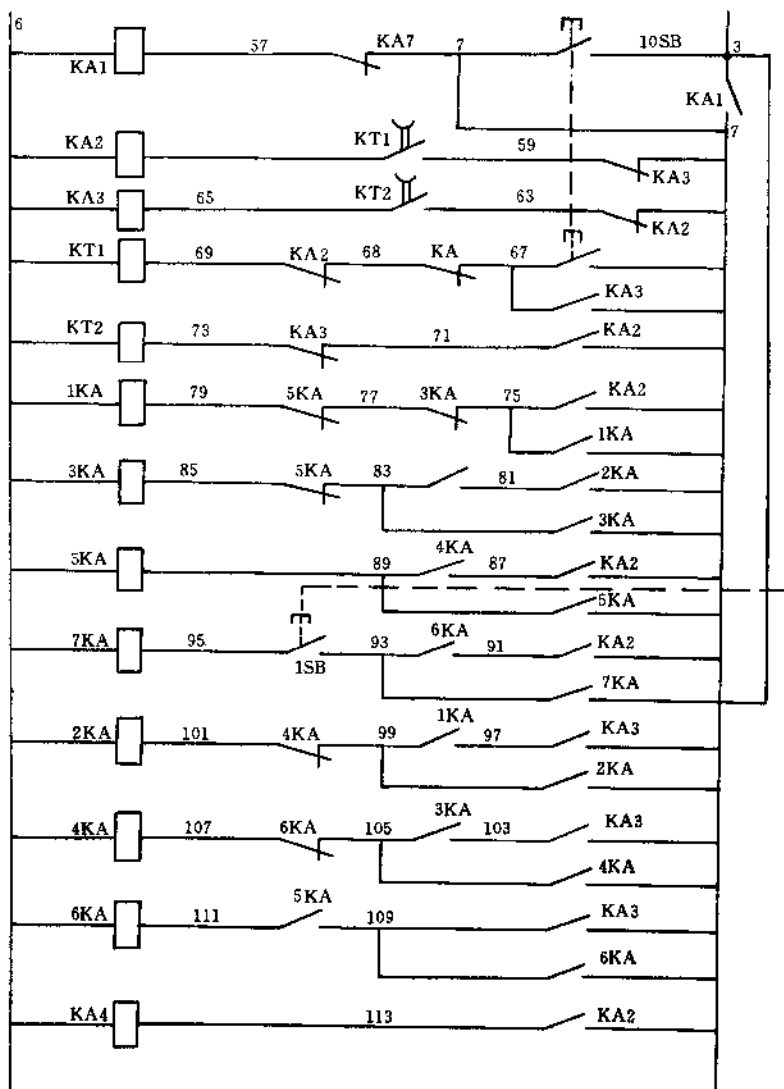 6
57 KA7 7 10SB 3
KA1 KA1
7
KA2 KT1 59
KA3
KA3 65 KT2 63
KA2
KT1 69 KA2 68 KA 67
KA3
KT2 73 KA3 71 KA2
1KA 79 5KA 77 3KA 75 KA2
1KA
3KA 85 5KA 83 81 2KA
3KA
5KA 89 4KA 87 KA2
5KA
7KA 95 1SB 93 6KA 91 KA2
7KA
2KA 101 4KA 99 1KA 97 KA3
2KA
4KA 107 6KA 105 3KA 103 KA3
4KA
6KA 111 5KA 109 KA3
6KA
KA4 113 KA2